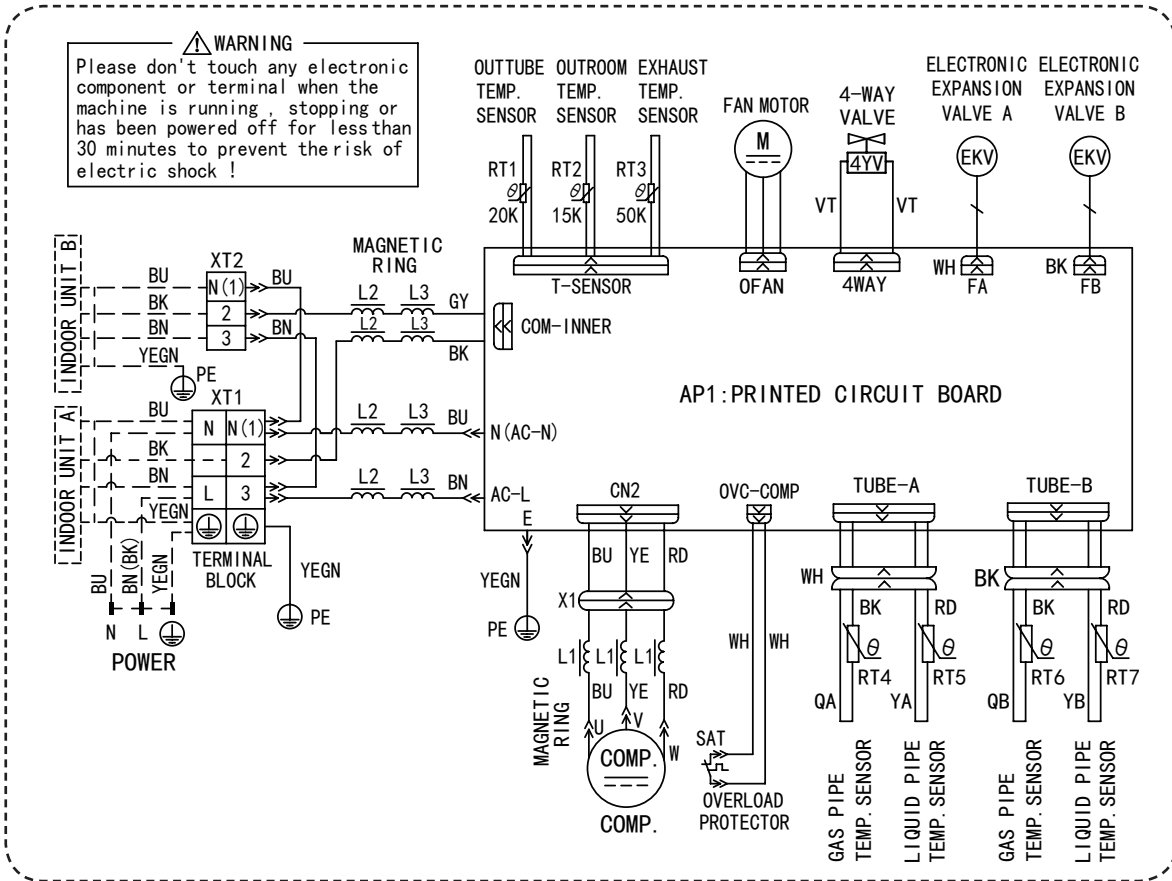 WARNING
Please don't touch any electronic
component or terminal when the
machine is running , stopping or
has been powered off for less than
30 minutes to prevent the risk of
electric shock !
OUTTUBE TEMP. SENSOR
OUTROOM TEMP. SENSOR
EXHAUST TEMP. SENSOR
FAN MOTOR
4-WAY VALVE
ELECTRONIC EXPANSION VALVE A
ELECTRONIC EXPANSION VALVE B
RT1 θ 20K
RT2 θ 15K
RT3 θ 50K
M
4YV
VT VT
EKV
EKV
T-SENSOR
OFAN
4WAY
WH FA
BK FB
INDOOR UNIT B
BU
BK
BN
YEGN
PE
XT2
N(1)
2
3
BU
BN
MAGNETIC
RING
L2 L3 GY
L2 L3 BK
COM-INNER
AP1:PRINTED CIRCUIT BOARD
INDOOR UNIT A
BU
BK
BN
YEGN
XT1
N N(1)
2
L 3
TERMINAL
BLOCK
L2 L3 BU
N(AC-N)
L2 L3 BN
AC-L
BU
BN(BK)
YEGN
N L
POWER
YEGN
PE
E
YEGN
PE
CN2
BU YE RD
X1
L1 L1 L1
BU YE RD
MAGNETIC
RING
U V W
COMP.
COMP.
OVC-COMP
WH WH
SAT
OVERLOAD
PROTECTOR
TUBE-A
WH
BK RD
θ θ
RT4 RT5
QA YA
GAS PIPE
TEMP. SENSOR
LIQUID PIPE
TEMP. SENSOR
TUBE-B
BK
BK RD
θ θ
RT6 RT7
QB YB
GAS PIPE
TEMP. SENSOR
LIQUID PIPE
TEMP. SENSOR